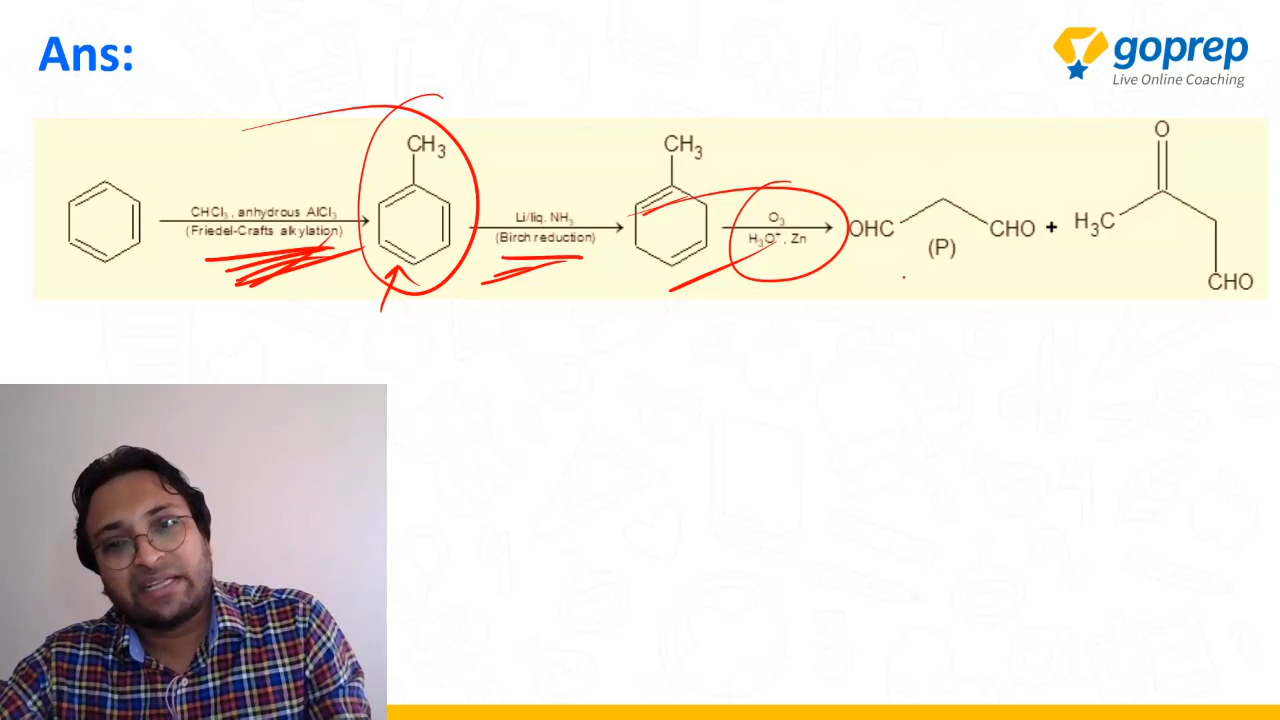 Ans:
goprep
Live Online Coaching
CHCl₃, anhydrous AlCl₃
(Friedel-Crafts alkylation)
CH₃
Li/liq. NH₃
(Birch reduction)
CH₃
O₃
H₃O⁺, Zn
OHC
CHO
(P)
+
O
H₃C
CHO